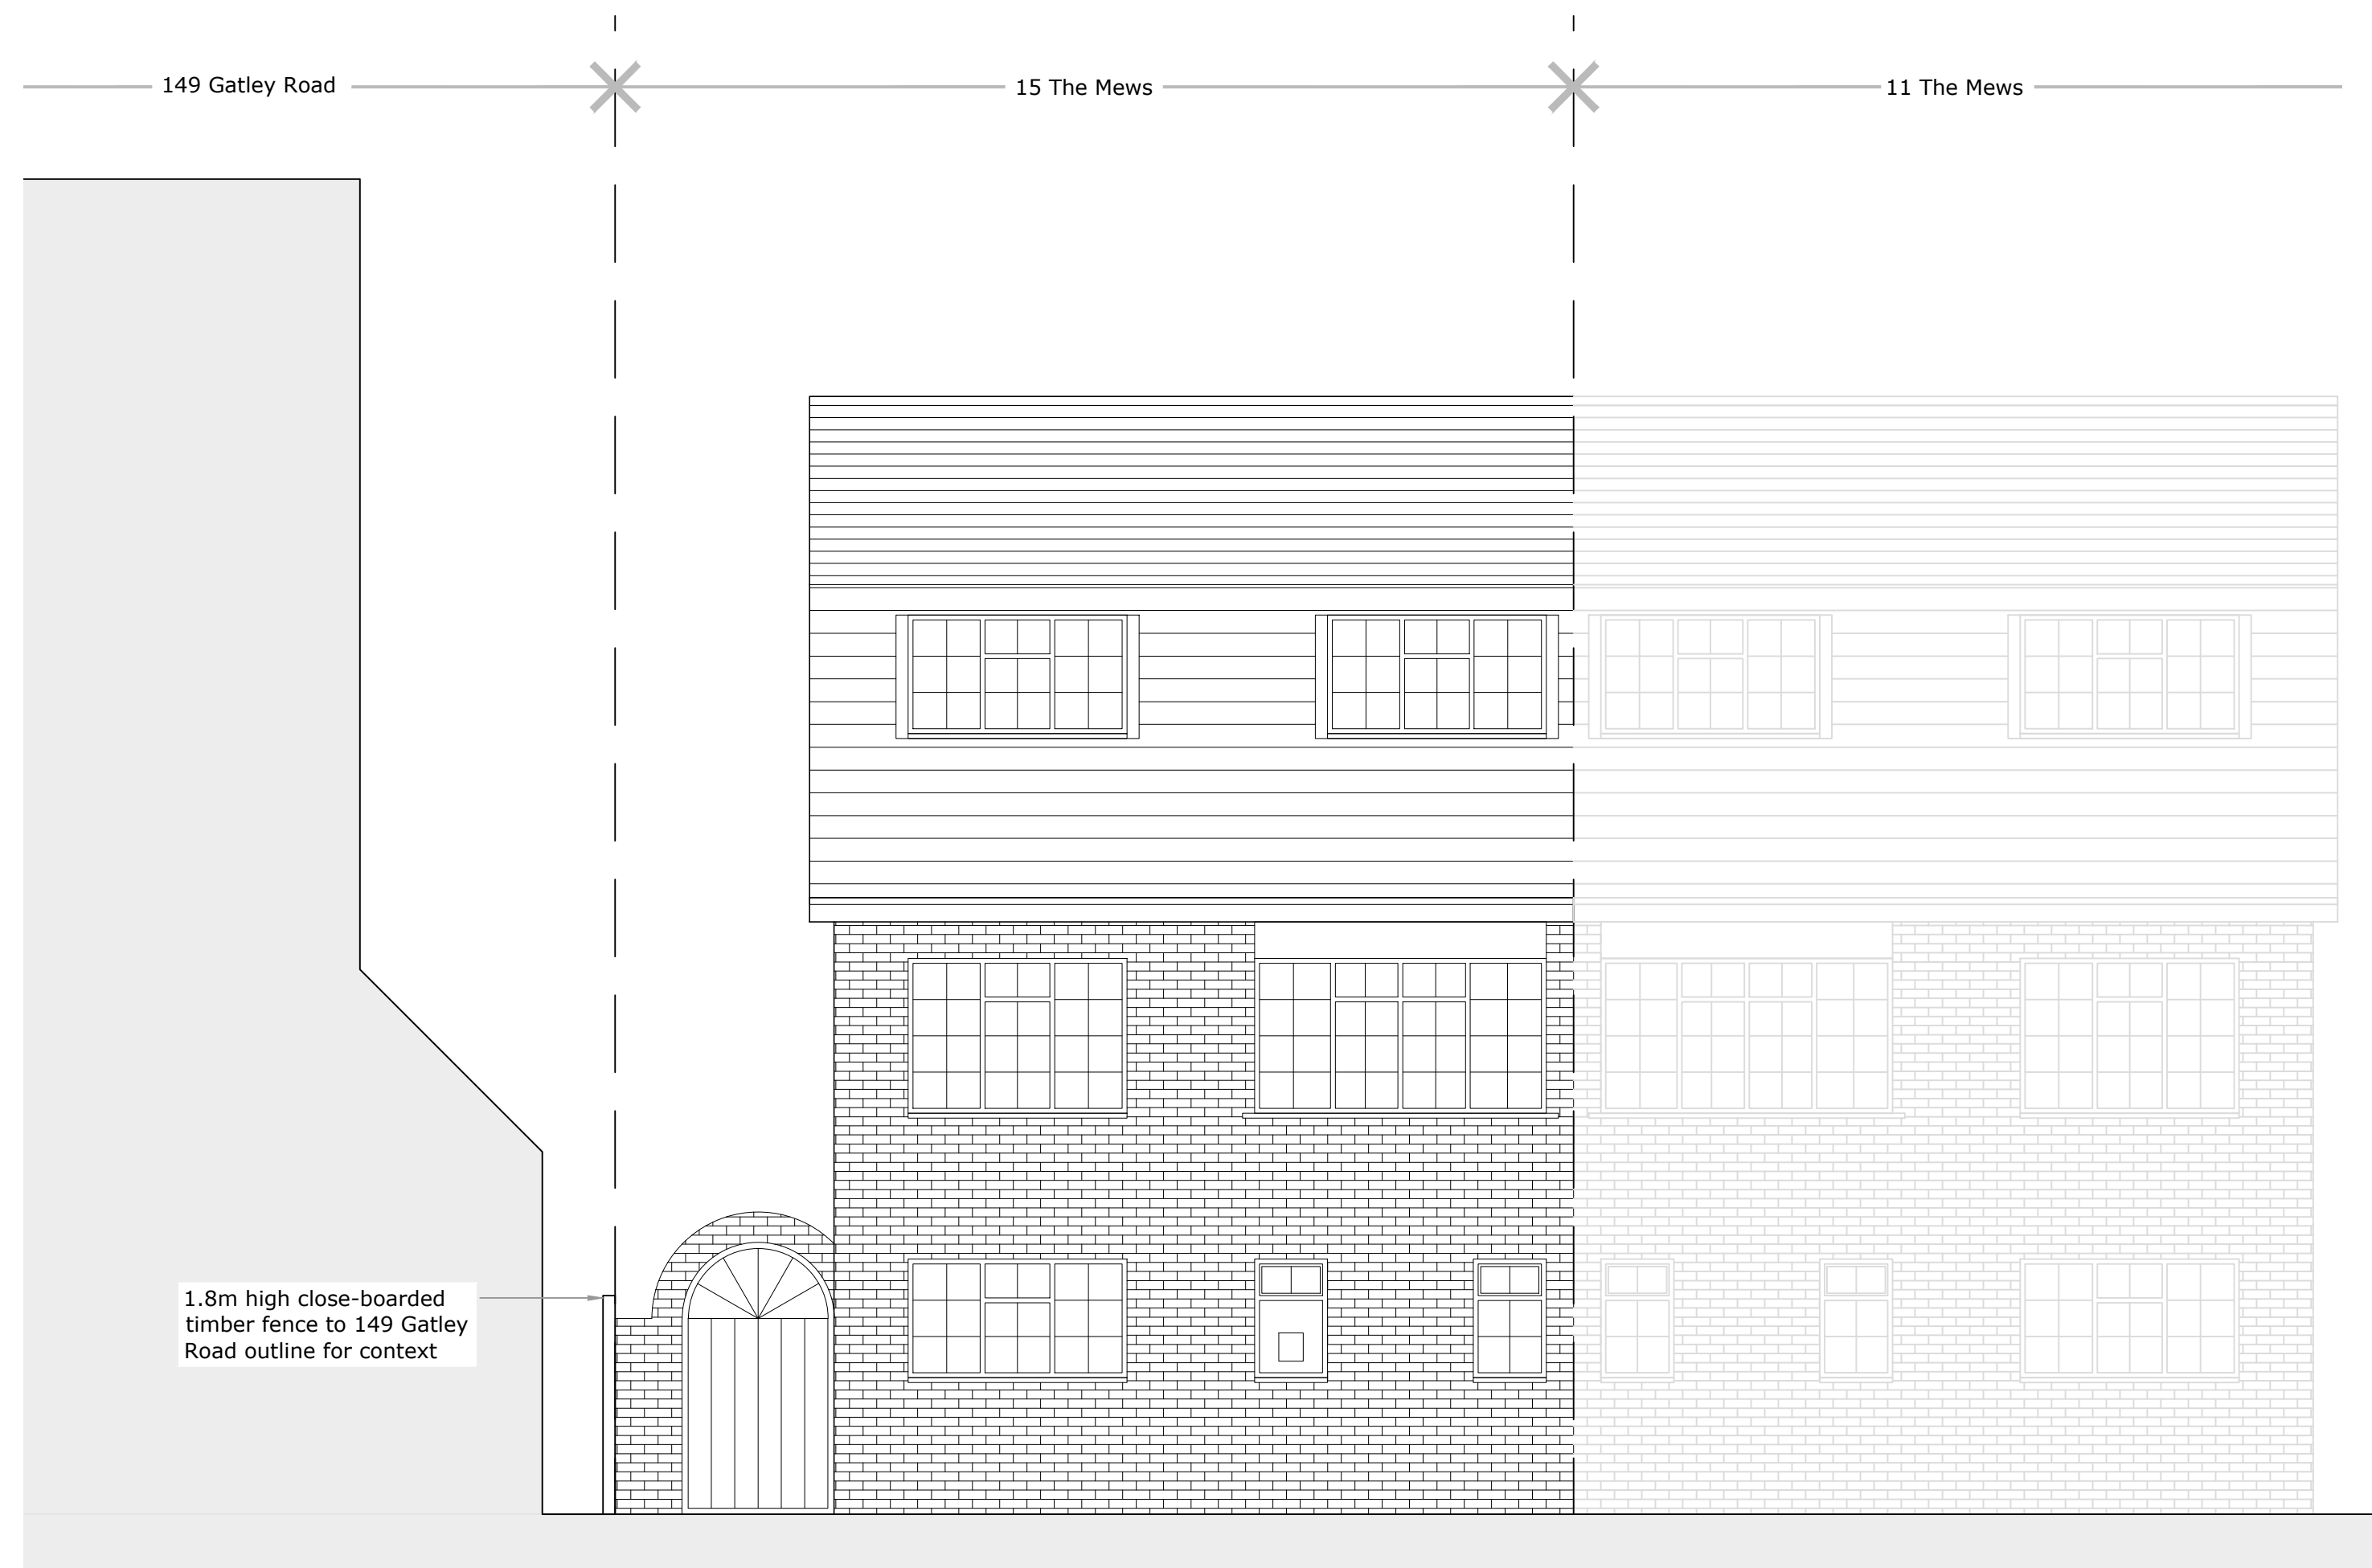 149 Gatley Road
15 The Mews
11 The Mews
1.8m high close-boarded
timber fence to 149 Gatley
Road outline for context